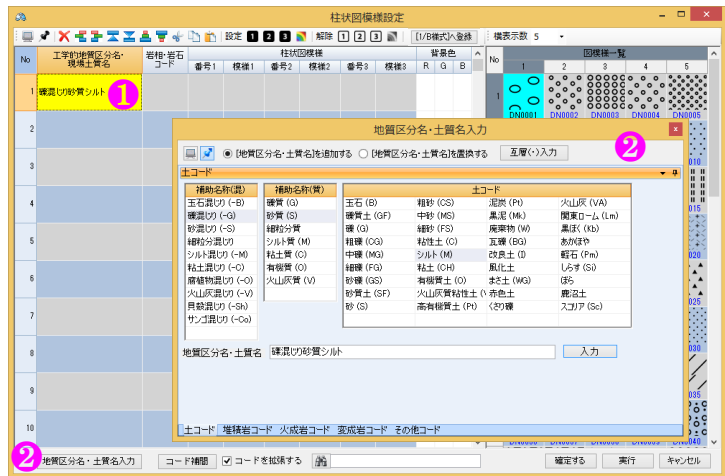 柱状図模様設定
設定 1 2 3 解除 1 2 3 [1/B様式]へ登録 横表示数 5
No 工学的地質区分名・現場土質名 岩相・岩石コード 柱状図模様 背景色
番号1 模様1 番号2 模様2 番号3 模様3 R G B
No 図模様一覧
1 2 3 4 5
1 礫混じり砂質シルト 1
1
DN0001 DN0002 DN0003 DN0004 DN0005
2
3
4
5
6
7
8
9
10
010
015
020
025
030
035
DN0040
地質区分名・土質名入力
2
[地質区分名・土質名]を追加する [地質区分名・土質名]を置換する 互層(・)入力
土コード
補助名称(混) 補助名称(質) 土コード
玉石混じり (-B) 礫質 (G) 玉石 (B) 粗砂 (CS) 泥炭 (Pt) 火山灰 (VA)
礫混じり (-G) 砂質 (S) 礫質土 (GF) 中砂 (MS) 黒泥 (Mk) 関東ローム (Lm)
砂混じり (-S) 細粒分質 礫 (G) 細砂 (FS) 廃棄物 (W) 黒ぼく (Kb)
細粒分混じり シルト質 (M) 粗礫 (CG) 粘性土 (C) 瓦礫 (BG) あかほや
シルト混じり (-M) 粘土質 (C) 中礫 (MG) シルト (M) 改良土 (I) 軽石 (Pm)
粘土混じり (-C) 有機質 (O) 細礫 (FG) 粘土 (CH) 風化土 しらす (Si)
腐植物混じり (-O) 火山灰質 (V) 砂礫 (GS) 有機質土 (O) まさ土 (WG) ぼら
火山灰混じり (-V) 砂質土 (SF) 火山灰質粘性土 (V 赤色土 鹿沼土
貝殻混じり (-Sh) 砂 (S) 高有機質土 (Pt) くさり礫 スコリア (Sc)
サンゴ混じり (-Co)
地質区分名・土質名 礫混じり砂質シルト 入力
土コード 堆積岩コード 火成岩コード 変成岩コード その他コード
2 地質区分名・土質名入力 コード補間 コードを拡張する 確定する 実行 キャンセル